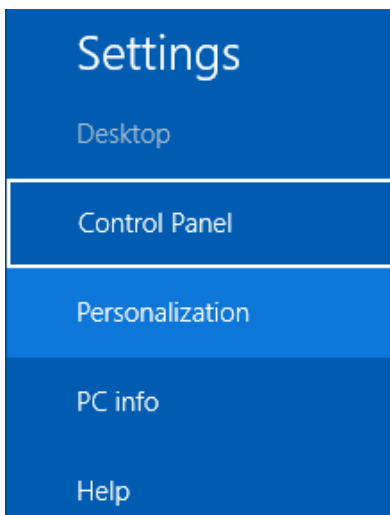 Settings
Desktop
Control Panel
Personalization
PC info
Help